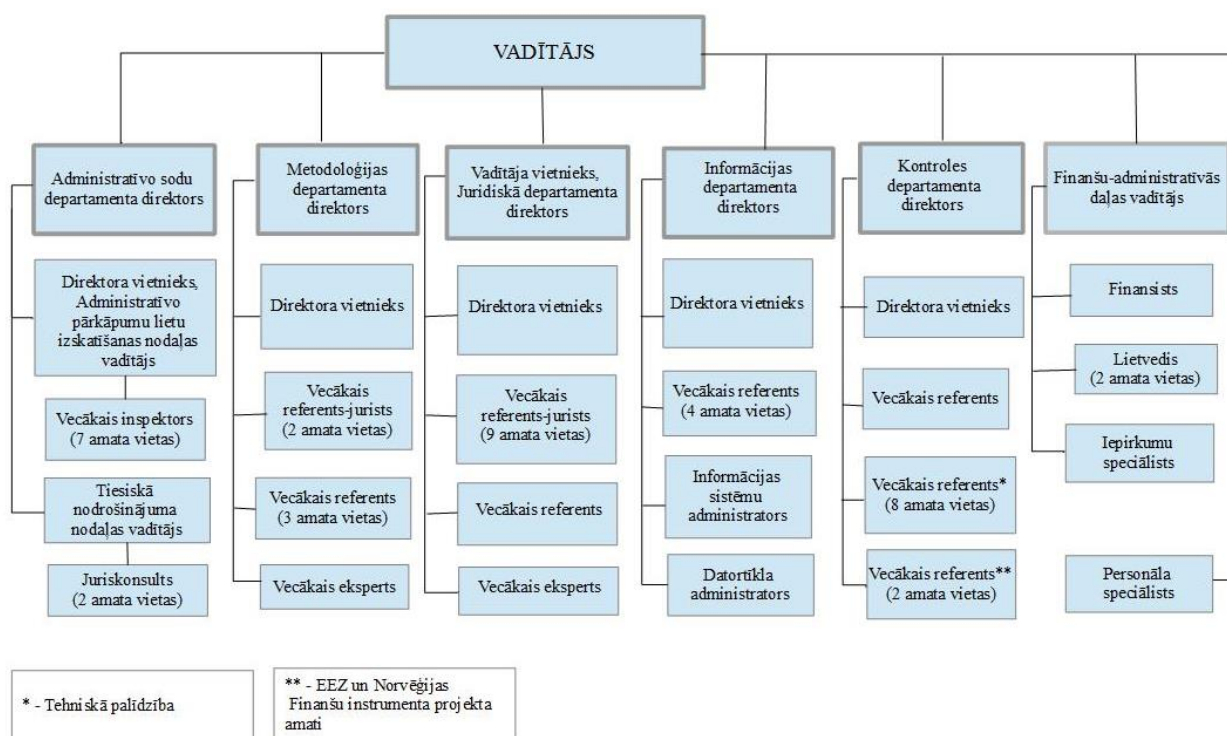 VADĪTĀJS
Administratīvo sodu
departamenta direktors
Direktora vietnieks,
Administratīvo
pārkāpumu lietu
izskatīšanas nodaļas
vadītājs
Vecākais inspektors
(7 amata vietas)
Tiesiskā
nodrošinājuma
nodaļas vadītājs
Juriskonsults
(2 amata vietas)
Metodoloģijas
departamenta
direktors
Direktora vietnieks
Vecākais
referents-jurists
(2 amata vietas)
Vecākais referents
(3 amata vietas)
Vecākais eksperts
Vadītāja vietnieks,
Juridiskā departamenta
direktors
Direktora vietnieks
Vecākais
referents-jurists
(9 amata vietas)
Vecākais referents
Vecākais eksperts
Informācijas
departamenta
direktors
Direktora vietnieks
Vecākais referents
(4 amata vietas)
Informācijas
sistēmu
administrators
Datortīkla
administrators
Kontroles
departamenta
direktors
Direktora vietnieks
Vecākais referents
Vecākais referents*
(8 amata vietas)
Vecākais referents**
(2 amata vietas)
Finanšu-administratīvās
daļas vadītājs
Finansists
Lietvedis
(2 amata vietas)
Iepirkumu
speciālists
Personāla
speciālists
* - Tehniskā palīdzība
** - EEZ un Norvēģijas
Finanšu instrumenta projekta
amati